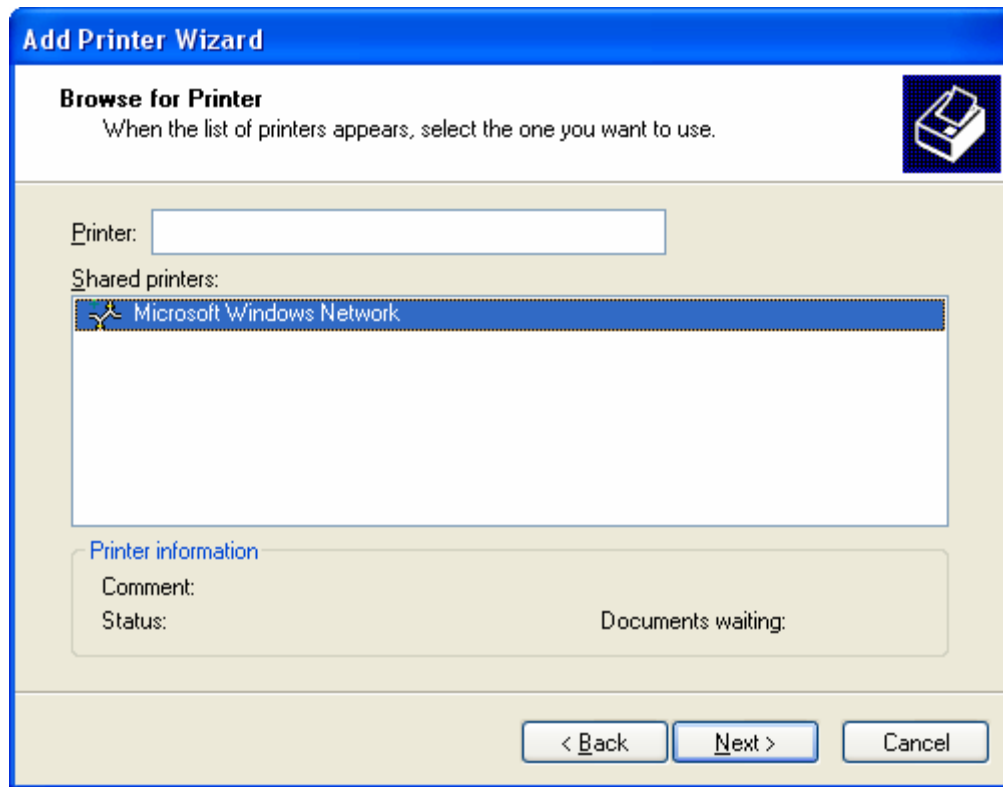 Add Printer Wizard
Browse for Printer
When the list of printers appears, select the one you want to use.
Printer:
Shared printers:
Microsoft Windows Network
Printer information
Comment:
Status: Documents waiting:
< Back Next > Cancel